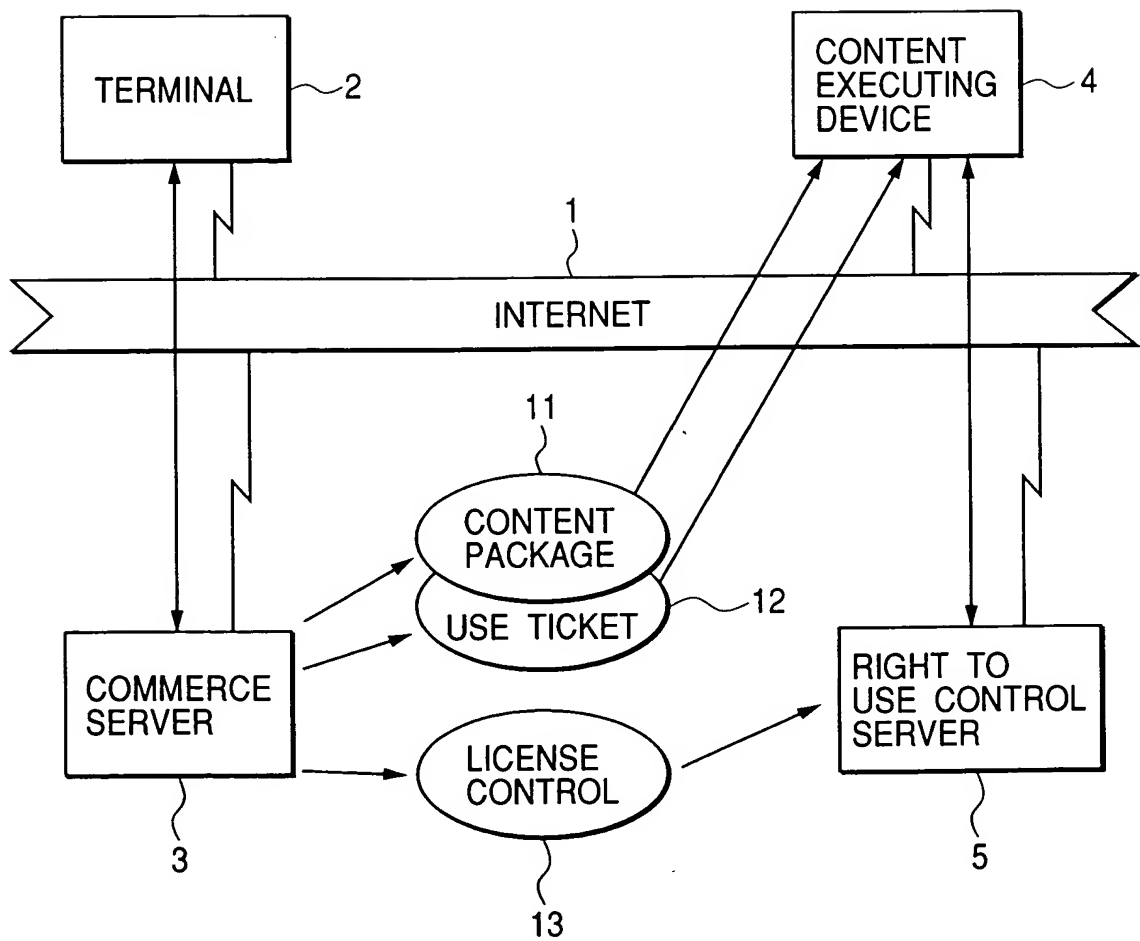 TERMINAL
2
CONTENT
EXECUTING
DEVICE
4
1
INTERNET
11
CONTENT
PACKAGE
12
USE TICKET
COMMERCE
SERVER
3
LICENSE
CONTROL
13
RIGHT TO
USE CONTROL
SERVER
5